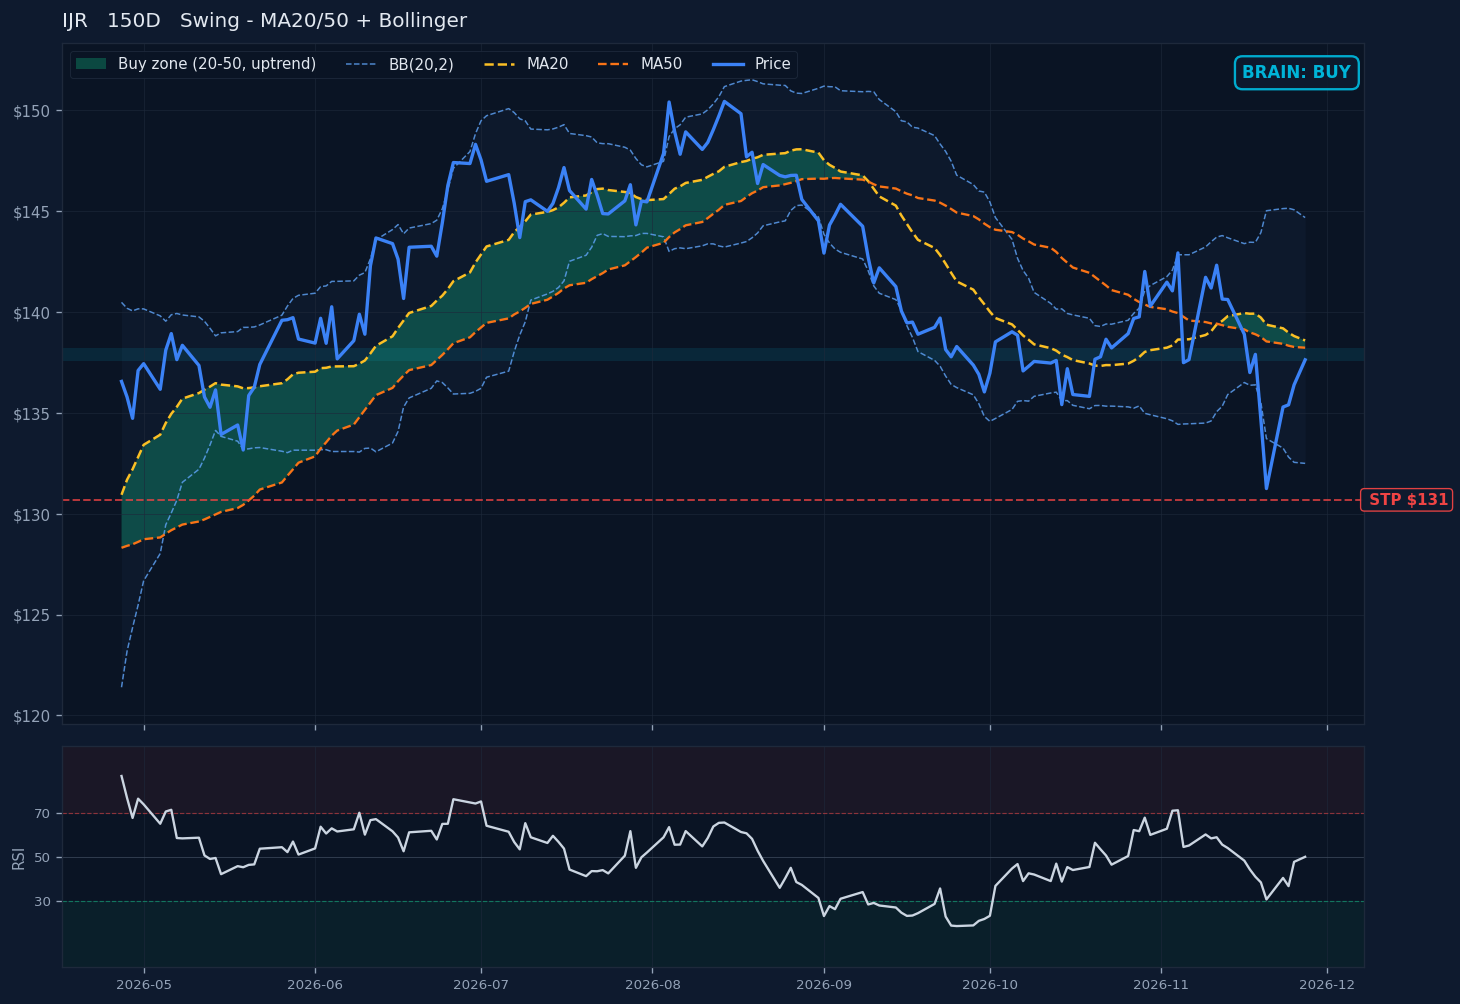 IJR   150D   Swing - MA20/50 + Bollinger
Buy zone (20-50, uptrend)
BB(20,2)
MA20
MA50
Price
BRAIN: BUY
$150
$145
$140
$135
$130
$125
$120
STP $131
RSI
70
50
30
2026-05
2026-06
2026-07
2026-08
2026-09
2026-10
2026-11
2026-12